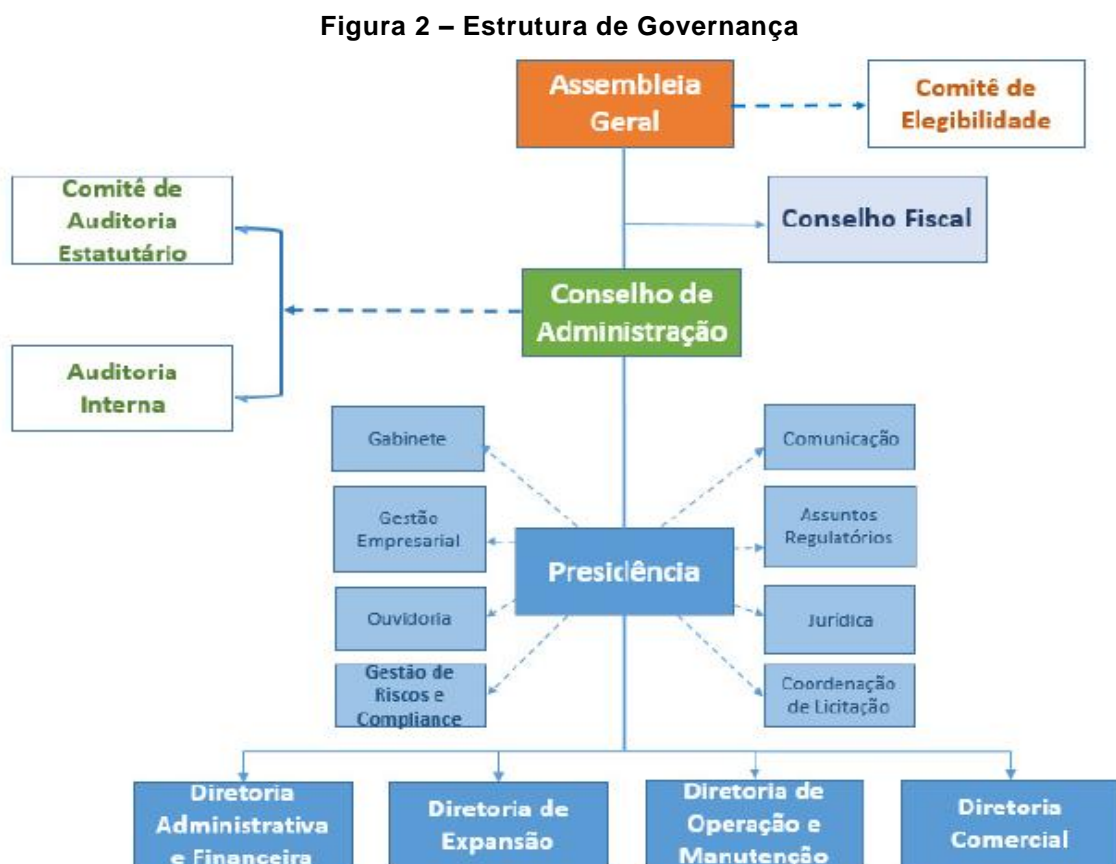 Figura 2 – Estrutura de Governança
Assembleia
Geral
Comitê de
Elegibilidade
Comitê de
Auditoria
Estatutário
Conselho Fiscal
Conselho de
Administração
Auditoria
Interna
Gabinete
Comunicação
Gestão
Empresarial
Assuntos
Regulatórios
Presidência
Ouvidoria
Jurídica
Gestão de
Riscos e
Compliance
Coordenação
de Licitação
Diretoria
Administrativa
e Financeira
Diretoria de
Expansão
Diretoria de
Operação e
Manutenção
Diretoria
Comercial